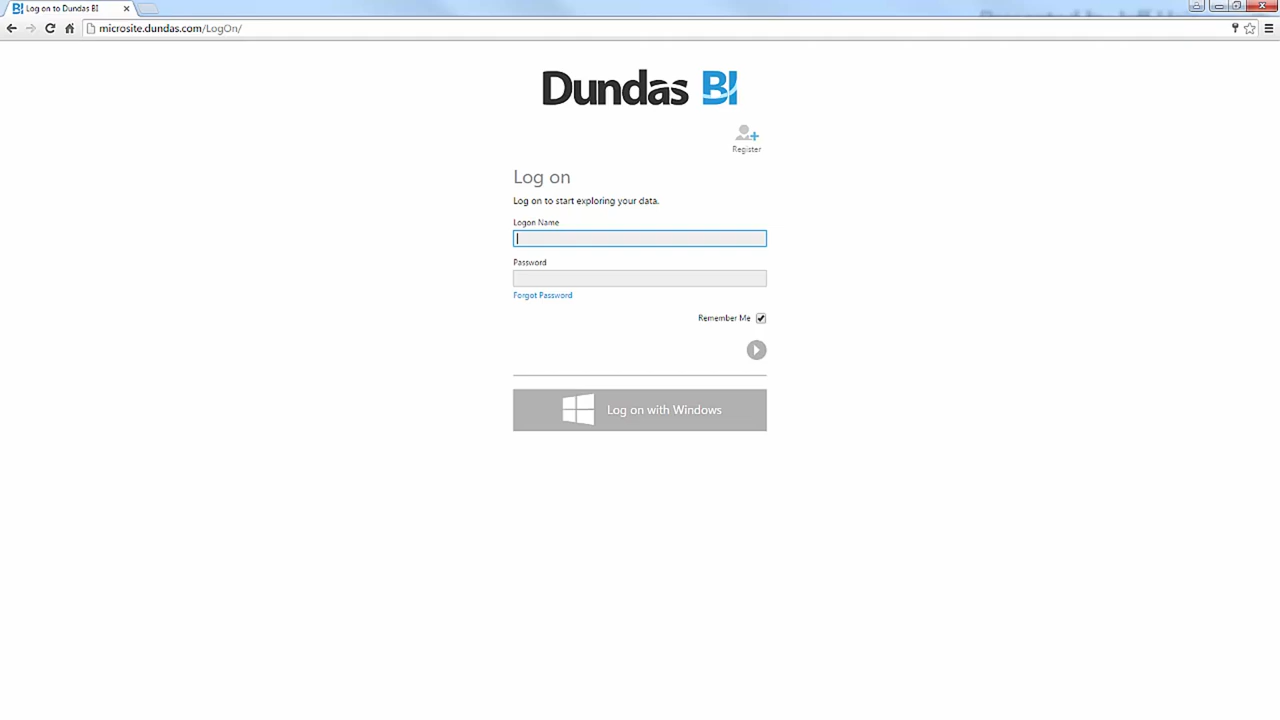 Log on to Dundas BI
microsite.dundas.com/LogOn/
Dundas BI
Register
Log on
Log on to start exploring your data.
Logon Name
Password
Forgot Password
Remember Me
Log on with Windows